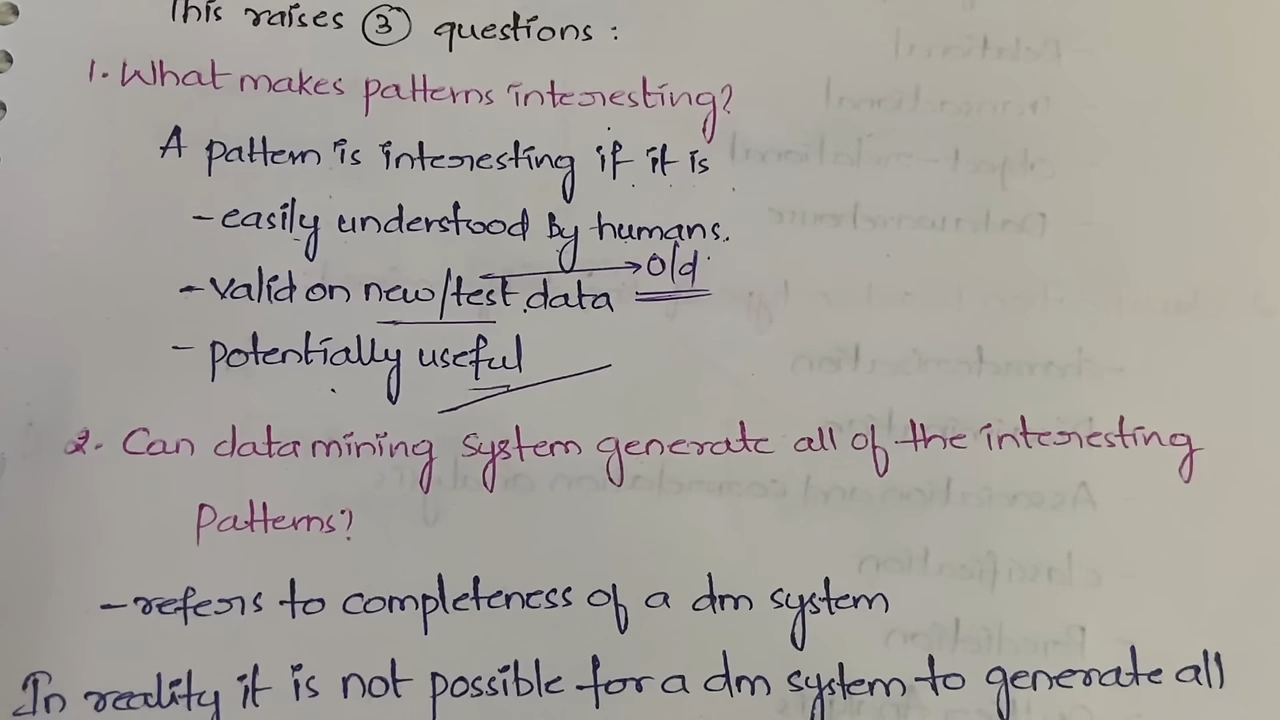 This raises ③ questions :
1. What makes patterns interesting?
A pattern is interesting if it is
- easily understood by humans.
- valid on new/test data → old
- potentially useful
2. Can data mining system generate all of the interesting
Patterns?
- refers to completeness of a dm system
In reality it is not possible for a dm system to generate all